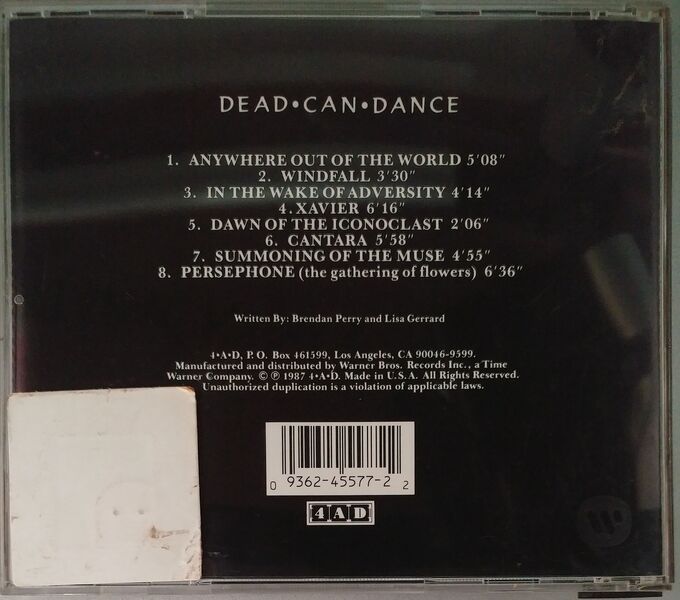 DEAD•CAN•DANCE
1. ANYWHERE OUT OF THE WORLD 5'08"
2. WINDFALL 3'30"
3. IN THE WAKE OF ADVERSITY 4'14"
4. XAVIER 6'16"
5. DAWN OF THE ICONOCLAST 2'06"
6. CANTARA 5'58"
7. SUMMONING OF THE MUSE 4'55"
8. PERSEPHONE (the gathering of flowers) 6'36"
Written By: Brendan Perry and Lisa Gerrard
4•A•D, P.O. Box 461599, Los Angeles, CA 90046-9599.
Manufactured and distributed by Warner Bros. Records Inc., a Time
Warner Company. © ℗ 1987 4•A•D. Made in U.S.A. All Rights Reserved.
Unauthorized duplication is a violation of applicable laws.
0 9362-45577-2 2
4AD